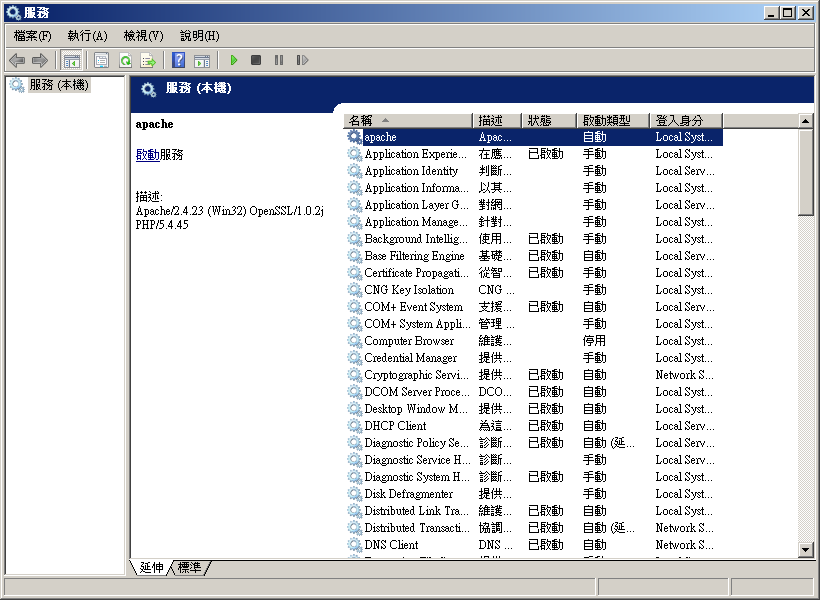 服務
檔案(F) 執行(A) 檢視(V) 說明(H)
服務 (本機)
服務 (本機)
apache
啟動服務
描述:
Apache/2.4.23 (Win32) OpenSSL/1.0.2j
PHP/5.4.45
名稱 描述 狀態 啟動類型 登入身分
apache Apac... 自動 Local Syst...
Application Experie... 在應... 已啟動 手動 Local Syst...
Application Identity 判斷... 手動 Local Serv...
Application Informa... 以其... 手動 Local Syst...
Application Layer G... 對網... 手動 Local Serv...
Application Manage... 針對... 手動 Local Syst...
Background Intellig... 使用... 已啟動 手動 Local Syst...
Base Filtering Engine 基礎... 已啟動 自動 Local Serv...
Certificate Propagati... 從智... 已啟動 手動 Local Syst...
CNG Key Isolation CNG ... 手動 Local Syst...
COM+ Event System 支援... 已啟動 自動 Local Serv...
COM+ System Appli... 管理 ... 手動 Local Syst...
Computer Browser 維護... 停用 Local Syst...
Credential Manager 提供... 手動 Local Syst...
Cryptographic Servi... 提供... 已啟動 自動 Network S...
DCOM Server Proce... DCO... 已啟動 自動 Local Syst...
Desktop Window M... 提供... 已啟動 自動 Local Syst...
DHCP Client 為這... 已啟動 自動 Local Serv...
Diagnostic Policy Se... 診斷... 已啟動 自動 (延... Local Serv...
Diagnostic Service H... 診斷... 手動 Local Serv...
Diagnostic System H... 診斷... 已啟動 手動 Local Syst...
Disk Defragmenter 提供... 手動 Local Syst...
Distributed Link Tra... 維護... 已啟動 自動 Local Syst...
Distributed Transacti... 協調... 已啟動 自動 (延... Network S...
DNS Client DNS ... 已啟動 自動 Network S...
延伸 標準